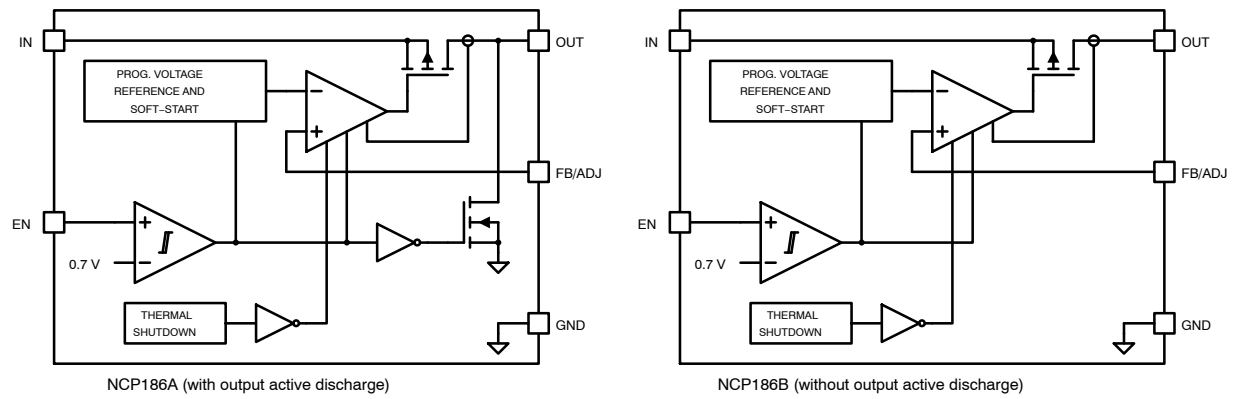 IN
OUT
PROG. VOLTAGE
REFERENCE AND
SOFT–START
−
+
FB/ADJ
EN
+
0.7 V
−
THERMAL
SHUTDOWN
GND
NCP186A (with output active discharge)
IN
OUT
PROG. VOLTAGE
REFERENCE AND
SOFT–START
−
+
FB/ADJ
EN
+
0.7 V
−
THERMAL
SHUTDOWN
GND
NCP186B (without output active discharge)